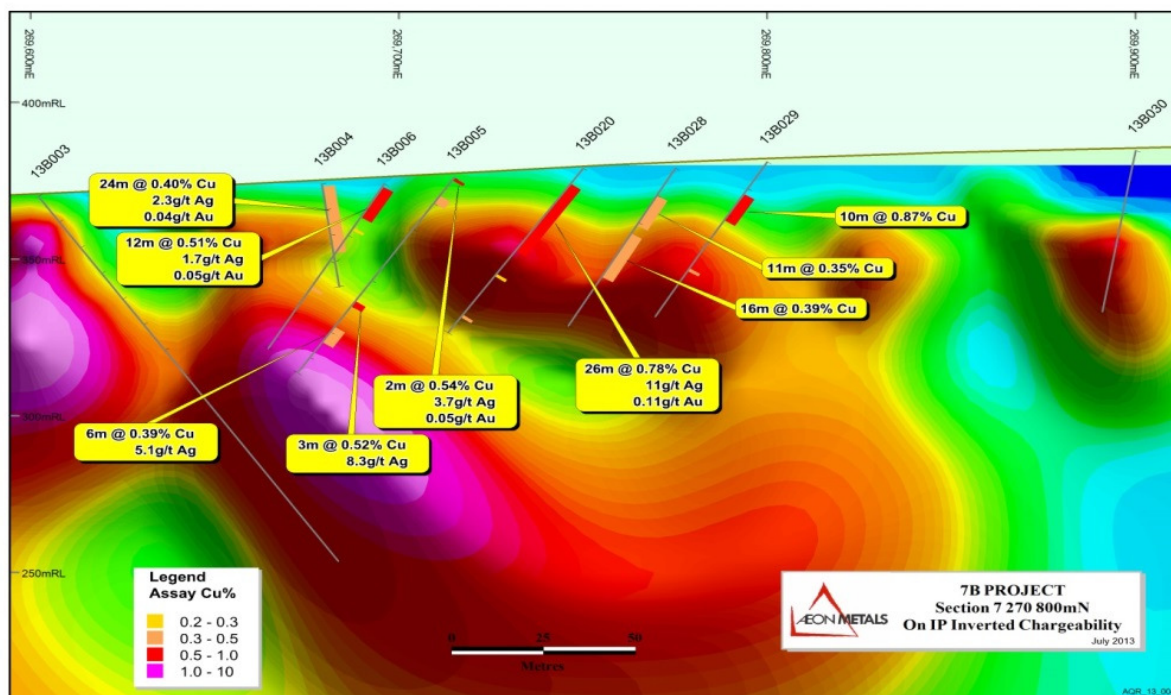 269,600mE
269,700mE
269,800mE
269,900mE
400mRL
350mRL
300mRL
250mRL
13B003
13B004
13B006
13B005
13B020
13B028
13B029
13B030
24m @ 0.40% Cu
2.3g/t Ag
0.04g/t Au
12m @ 0.51% Cu
1.7g/t Ag
0.05g/t Au
10m @ 0.87% Cu
11m @ 0.35% Cu
16m @ 0.39% Cu
26m @ 0.78% Cu
11g/t Ag
0.11g/t Au
2m @ 0.54% Cu
3.7g/t Ag
0.05g/t Au
6m @ 0.39% Cu
5.1g/t Ag
3m @ 0.52% Cu
8.3g/t Ag
Legend
Assay Cu%
0.2 - 0.3
0.3 - 0.5
0.5 - 1.0
1.0 - 10
0 25 50
Metres
ÆON METALS
7B PROJECT
Section 7 270 800mN
On IP Inverted Chargeability
July 2013